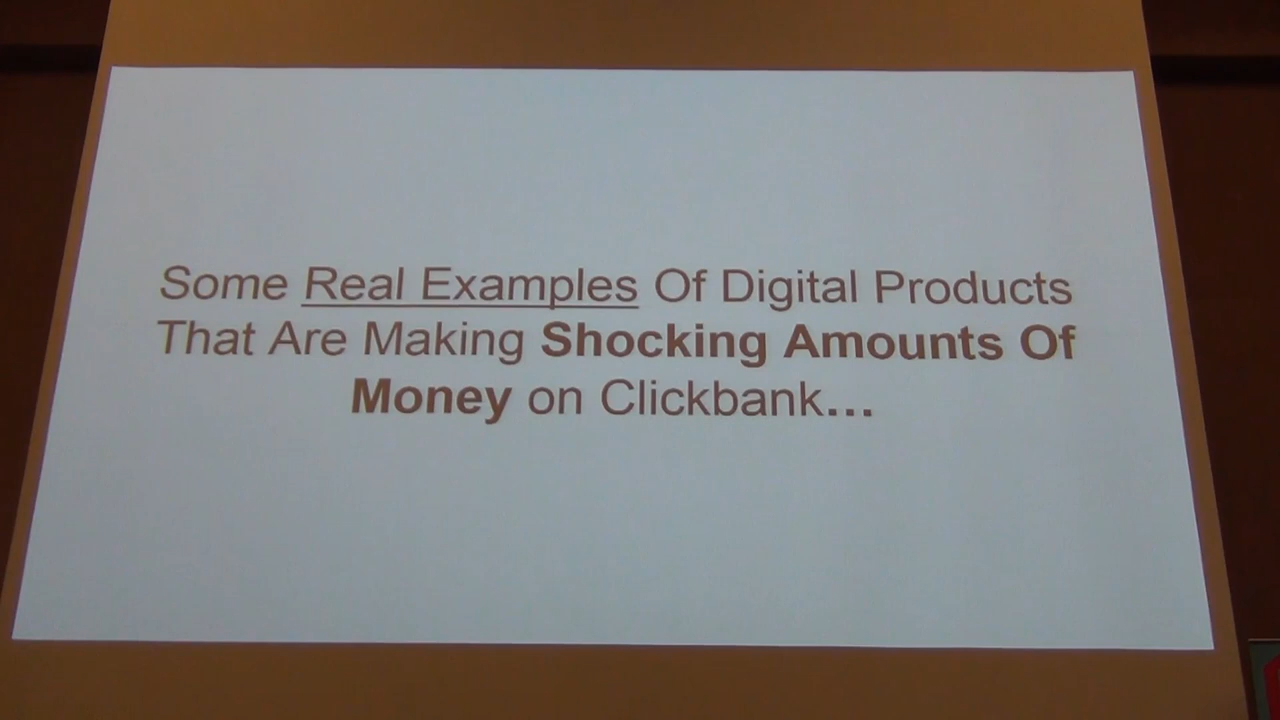 Some Real Examples Of Digital Products
That Are Making Shocking Amounts Of
Money on Clickbank...